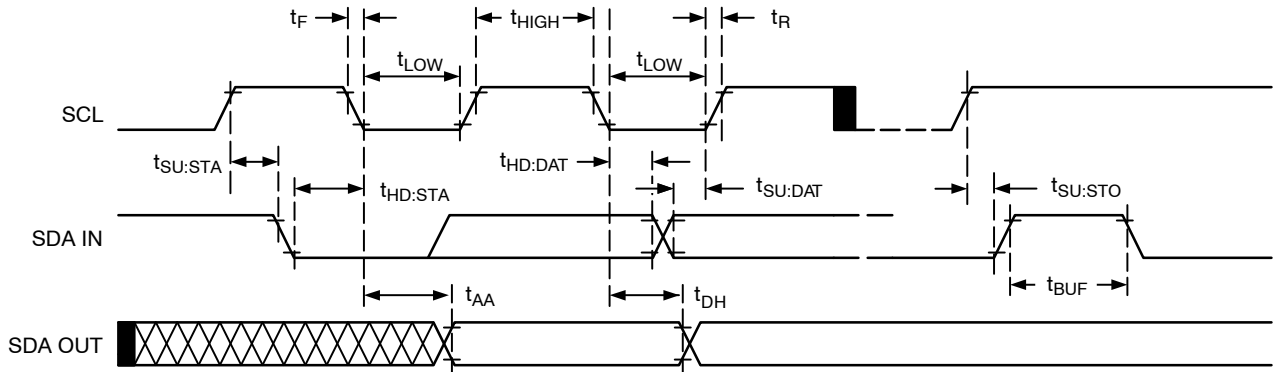 tF
tHIGH
tR
tLOW
tLOW
SCL
tSU:STA
tHD:STA
tHD:DAT
tSU:DAT
tSU:STO
SDA IN
tBUF
tAA
tDH
SDA OUT